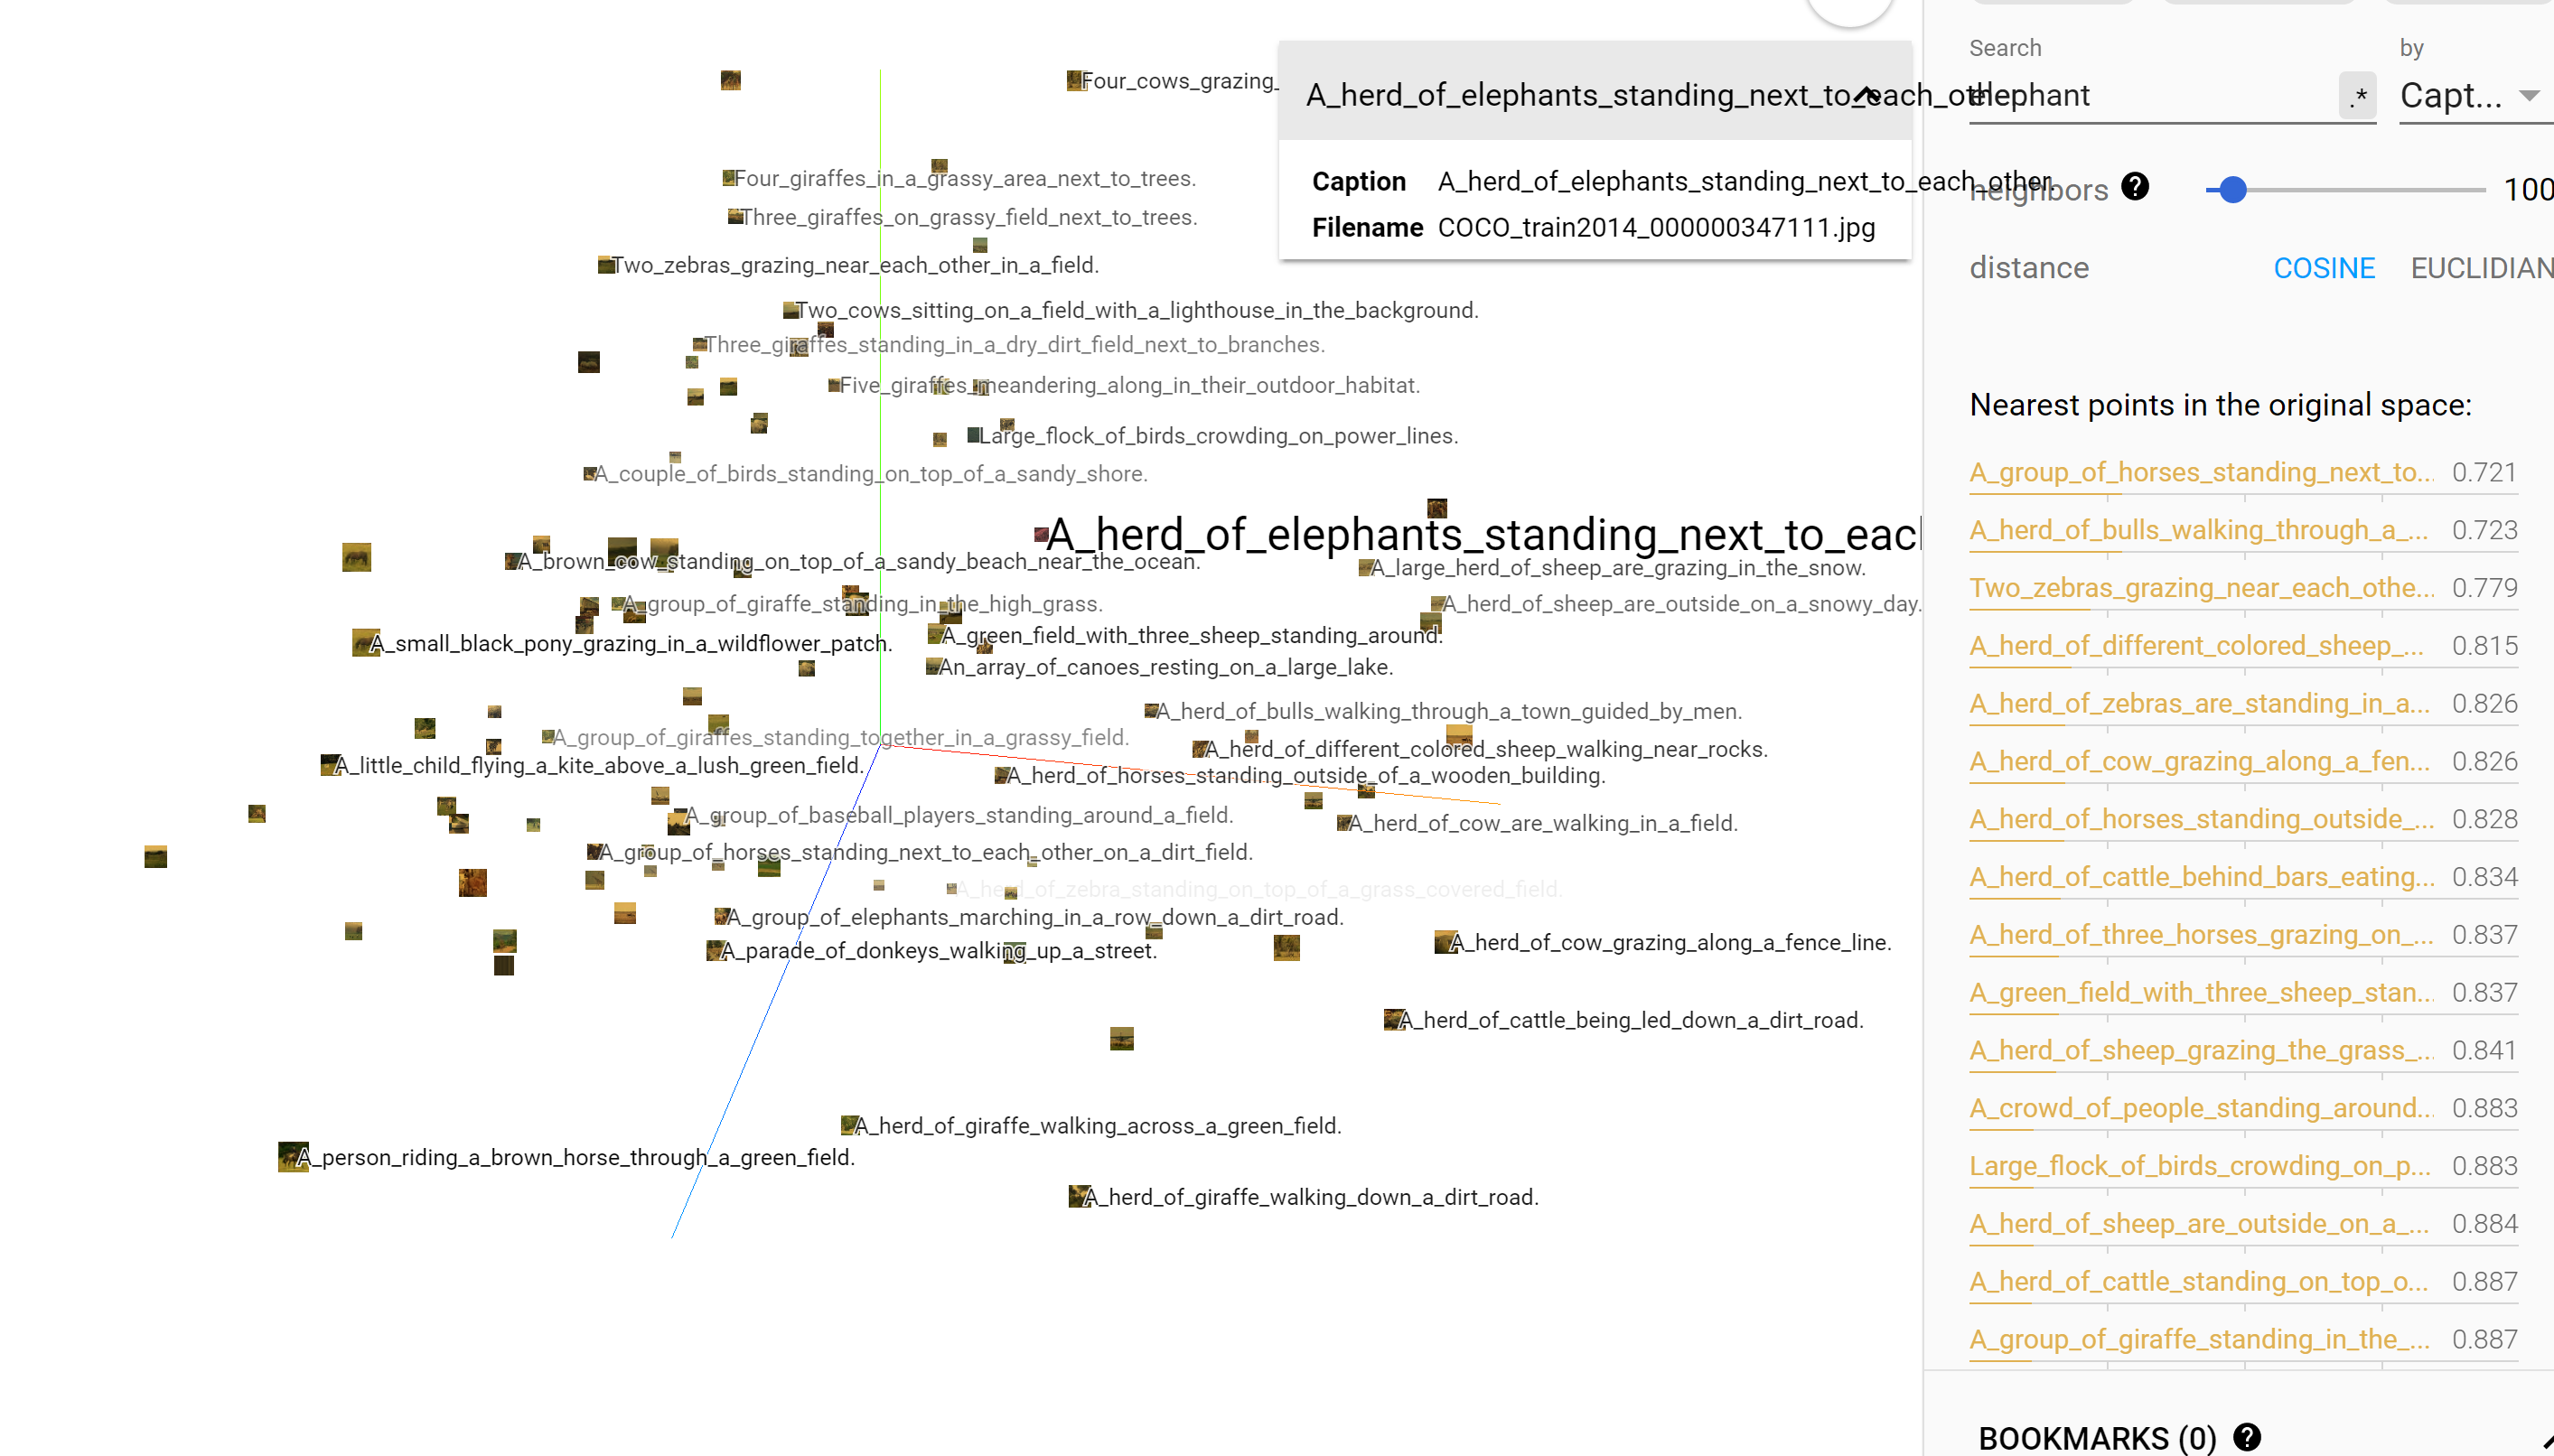 Four_cows_grazing_
Four_giraffes_in_a_grassy_area_next_to_trees.
Three_giraffes_on_grassy_field_next_to_trees.
Two_zebras_grazing_near_each_other_in_a_field.
Two_cows_sitting_on_a_field_with_a_lighthouse_in_the_background.
Three_giraffes_standing_in_a_dry_dirt_field_next_to_branches.
Five_giraffes_meandering_along_in_their_outdoor_habitat.
Large_flock_of_birds_crowding_on_power_lines.
A_couple_of_birds_standing_on_top_of_a_sandy_shore.
A_herd_of_elephants_standing_next_to_eac
A_brown_cow_standing_on_top_of_a_sandy_beach_near_the_ocean.
A_large_herd_of_sheep_are_grazing_in_the_snow.
A_group_of_giraffe_standing_in_the_high_grass.
A_herd_of_sheep_are_outside_on_a_snowy_day.
A_green_field_with_three_sheep_standing_around.
A_small_black_pony_grazing_in_a_wildflower_patch.
An_array_of_canoes_resting_on_a_large_lake.
A_herd_of_bulls_walking_through_a_town_guided_by_men.
A_group_of_giraffes_standing_together_in_a_grassy_field.
A_herd_of_different_colored_sheep_walking_near_rocks.
A_little_child_flying_a_kite_above_a_lush_green_field.
A_herd_of_horses_standing_outside_of_a_wooden_building.
A_group_of_baseball_players_standing_around_a_field.
A_herd_of_cow_are_walking_in_a_field.
A_group_of_horses_standing_next_to_each_other_on_a_dirt_field.
A_herd_of_zebra_standing_on_top_of_a_grass_covered_field.
A_group_of_elephants_marching_in_a_row_down_a_dirt_road.
A_parade_of_donkeys_walking_up_a_street.
A_herd_of_cow_grazing_along_a_fence_line.
A_herd_of_cattle_being_led_down_a_dirt_road.
A_herd_of_giraffe_walking_across_a_green_field.
A_person_riding_a_brown_horse_through_a_green_field.
A_herd_of_giraffe_walking_down_a_dirt_road.
A_herd_of_elephants_standing_next_to_each_other.
Caption A_herd_of_elephants_standing_next_to_each_other.
Filename COCO_train2014_000000347111.jpg
Search by
elephant .* Capt...
neighbors ? 100
distance COSINE EUCLIDIAN
Nearest points in the original space:
A_group_of_horses_standing_next_to... 0.721
A_herd_of_bulls_walking_through_a_... 0.723
Two_zebras_grazing_near_each_othe... 0.779
A_herd_of_different_colored_sheep_... 0.815
A_herd_of_zebras_are_standing_in_a... 0.826
A_herd_of_cow_grazing_along_a_fen... 0.826
A_herd_of_horses_standing_outside_... 0.828
A_herd_of_cattle_behind_bars_eating... 0.834
A_herd_of_three_horses_grazing_on_... 0.837
A_green_field_with_three_sheep_stan... 0.837
A_herd_of_sheep_grazing_the_grass_... 0.841
A_crowd_of_people_standing_around... 0.883
Large_flock_of_birds_crowding_on_p... 0.883
A_herd_of_sheep_are_outside_on_a_... 0.884
A_herd_of_cattle_standing_on_top_o... 0.887
A_group_of_giraffe_standing_in_the_... 0.887
BOOKMARKS (0) ?